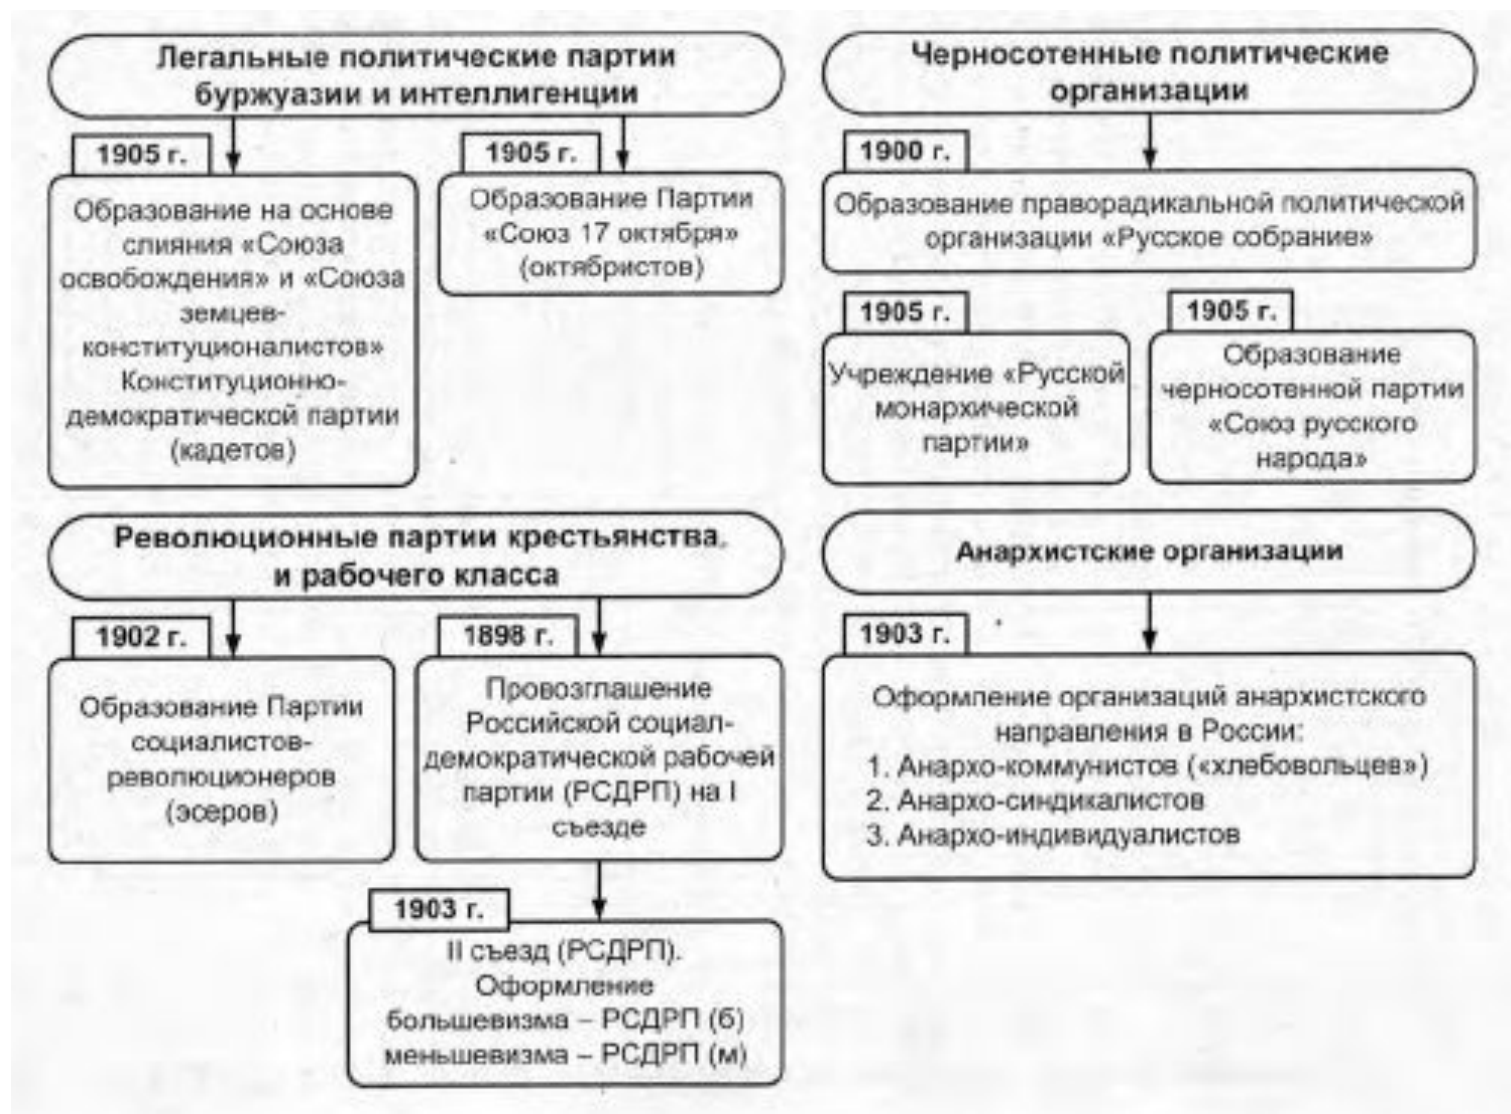 Легальные политические партии
буржуазии и интеллигенции
1905 г.
Образование на основе
слияния «Союза
освобождения» и «Союза
земцев-
конституционалистов»
Конституционно-
демократической партии
(кадетов)
1905 г.
Образование Партии
«Союз 17 октября»
(октябристов)
Черносотенные политические
организации
1900 г.
Образование праворадикальной политической
организации «Русское собрание»
1905 г.
Учреждение «Русской
монархической
партии»
1905 г.
Образование
черносотенной партии
«Союз русского
народа»
Революционные партии крестьянства
и рабочего класса
1902 г.
Образование Партии
социалистов-
революционеров
(эсеров)
1898 г.
Провозглашение
Российской социал-
демократической рабочей
партии (РСДРП) на I
съезде
1903 г.
II съезд (РСДРП).
Оформление
большевизма – РСДРП (б)
меньшевизма – РСДРП (м)
Анархистские организации
1903 г.
Оформление организаций анархистского
направления в России:
1. Анархо-коммунистов («хлебовольцев»)
2. Анархо-синдикалистов
3. Анархо-индивидуалистов